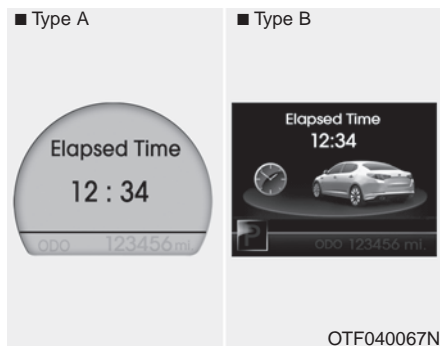 ■ Type A
Elapsed Time
12 : 34
ODO 123456 mi.
■ Type B
Elapsed Time
12:34
P
ODO 123456 mi.
OTF040067N